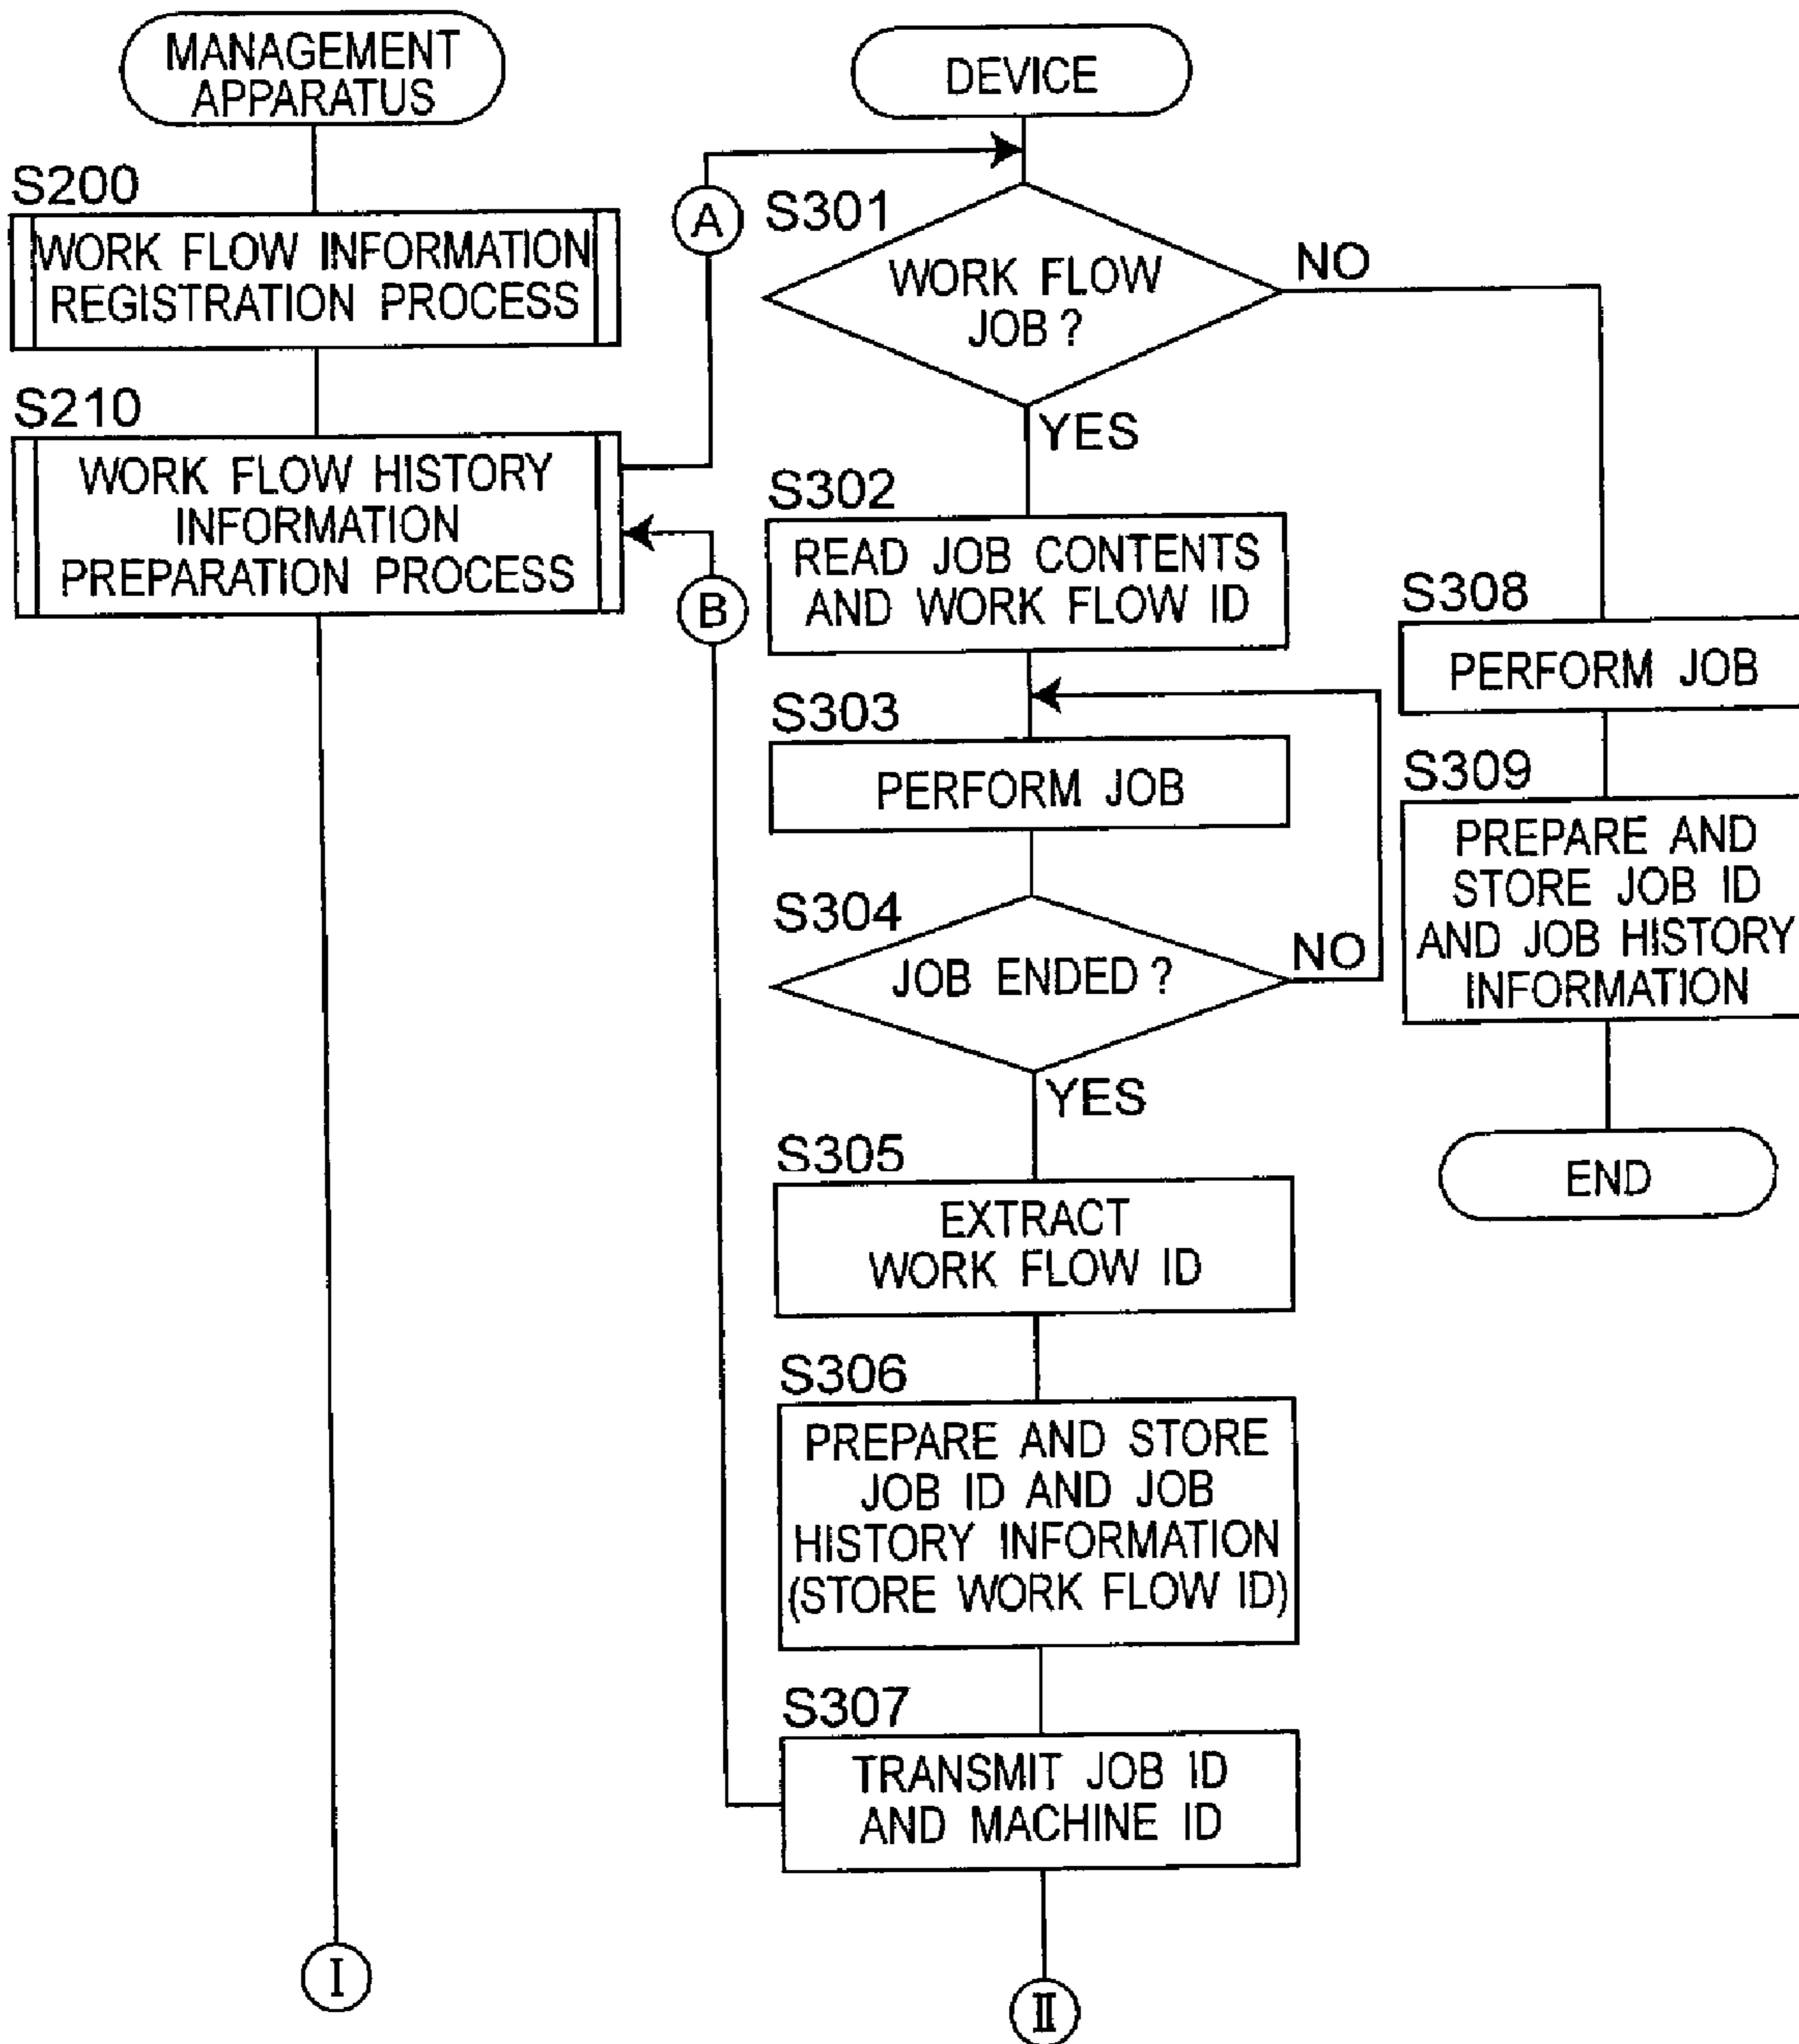 MANAGEMENT
APPARATUS
S200
WORK FLOW INFORMATION
REGISTRATION PROCESS
S210
WORK FLOW HISTORY
INFORMATION
PREPARATION PROCESS
I
A
B
DEVICE
S301
WORK FLOW
JOB?
NO
YES
S302
READ JOB CONTENTS
AND WORK FLOW ID
S303
PERFORM JOB
S304
JOB ENDED?
NO
YES
S305
EXTRACT
WORK FLOW ID
S306
PREPARE AND STORE
JOB ID AND JOB
HISTORY INFORMATION
(STORE WORK FLOW ID)
S307
TRANSMIT JOB ID
AND MACHINE ID
II
S308
PERFORM JOB
S309
PREPARE AND
STORE JOB ID
AND JOB HISTORY
INFORMATION
END